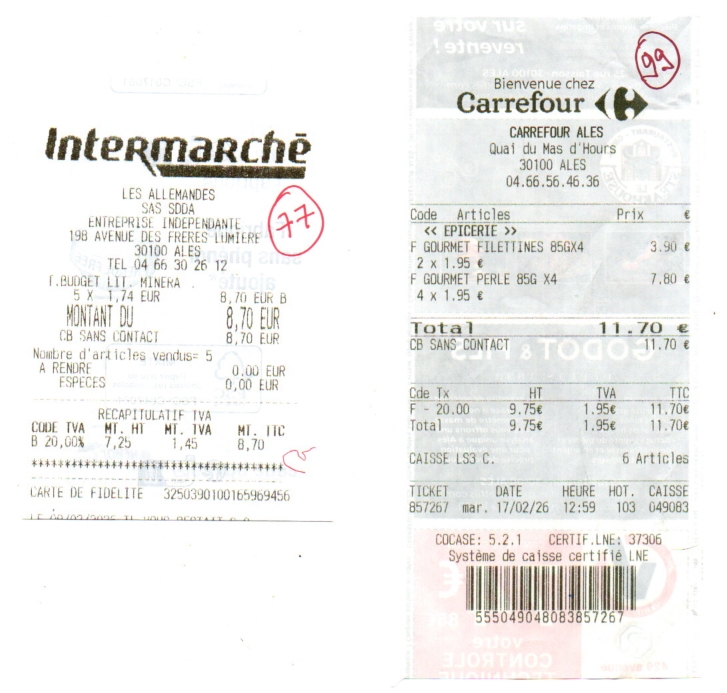 Intermarché
77
LES ALLEMANDES
SAS SDDA
ENTREPRISE INDEPENDANTE
198 AVENUE DES FRERES LUMIERE
30100 ALES
TEL 04 66 30 26 12
T.BUDGET LIT. MINERA .
5 X 1,74 EUR 8,70 EUR B
MONTANT DU 8,70 EUR
CB SANS CONTACT 8,70 EUR
Nombre d'articles vendus= 5
A RENDRE 0,00 EUR
ESPECES 0,00 EUR
RECAPITULATIF TVA
CODE TVA MT. HT MT. TVA MT. TTC
B 20,00% 7,25 1,45 8,70
CARTE DE FIDELITE 3250390100165969456
99
Bienvenue chez
Carrefour
CARREFOUR ALES
Quai du Mas d'Hours
30100 ALES
04.66.56.46.36
Code Articles Prix €
<< EPICERIE >>
F GOURMET FILETTINES 85GX4 3.90 €
2 x 1.95 €
F GOURMET PERLE 85G X4 7.80 €
4 x 1.95 €
Total 11.70 €
CB SANS CONTACT 11.70 €
Cde Tx HT TVA TTC
F - 20.00 9.75€ 1.95€ 11.70€
Total 9.75€ 1.95€ 11.70€
CAISSE LS3 C. 6 Articles
TICKET DATE HEURE HOT. CAISSE
857267 mar. 17/02/26 12:59 103 049083
COCASE: 5.2.1 CERTIF.LNE: 37306
Système de caisse certifié LNE
555049048083857267